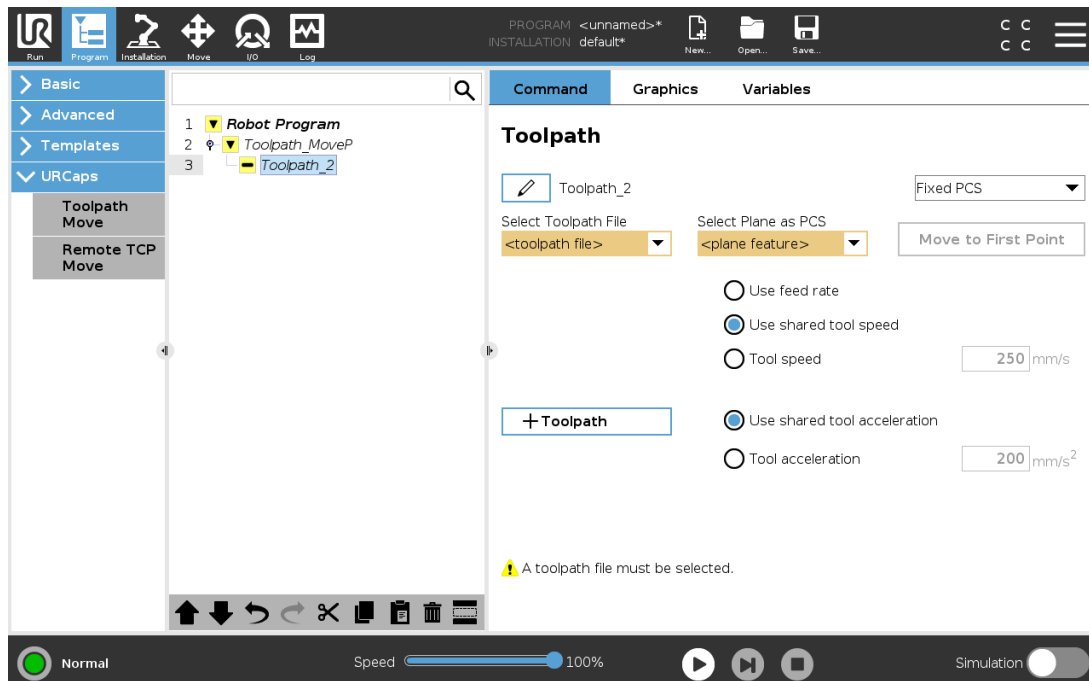 PROGRAM <unnamed>*
INSTALLATION default*
C C
C C
Run Program Installation Move I/O Log New... Open... Save...
Basic
Advanced
Templates
URCaps
Toolpath
Move
Remote TCP
Move
1 Robot Program
2 Toolpath_MoveP
3 Toolpath_2
Command Graphics Variables
Toolpath
Toolpath_2 Fixed PCS
Select Toolpath File Select Plane as PCS
<toolpath file> <plane feature> Move to First Point
Use feed rate
Use shared tool speed
Tool speed 250 mm/s
+Toolpath Use shared tool acceleration
Tool acceleration 200 mm/s²
A toolpath file must be selected.
Normal Speed 100% Simulation